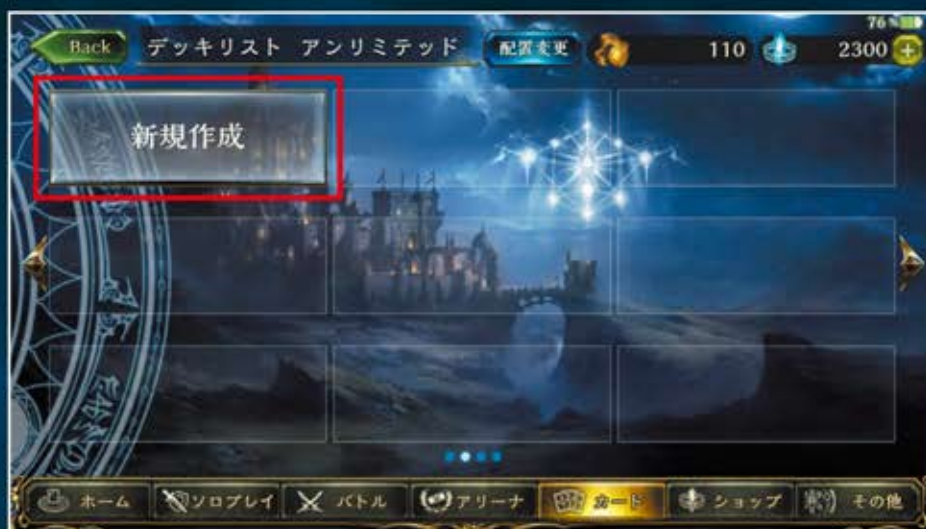 76%
Back
デッキリスト アンリミテッド
配置変更
110
2300
新規作成
ホーム
ソロプレイ
バトル
アリーナ
カード
ショップ
その他